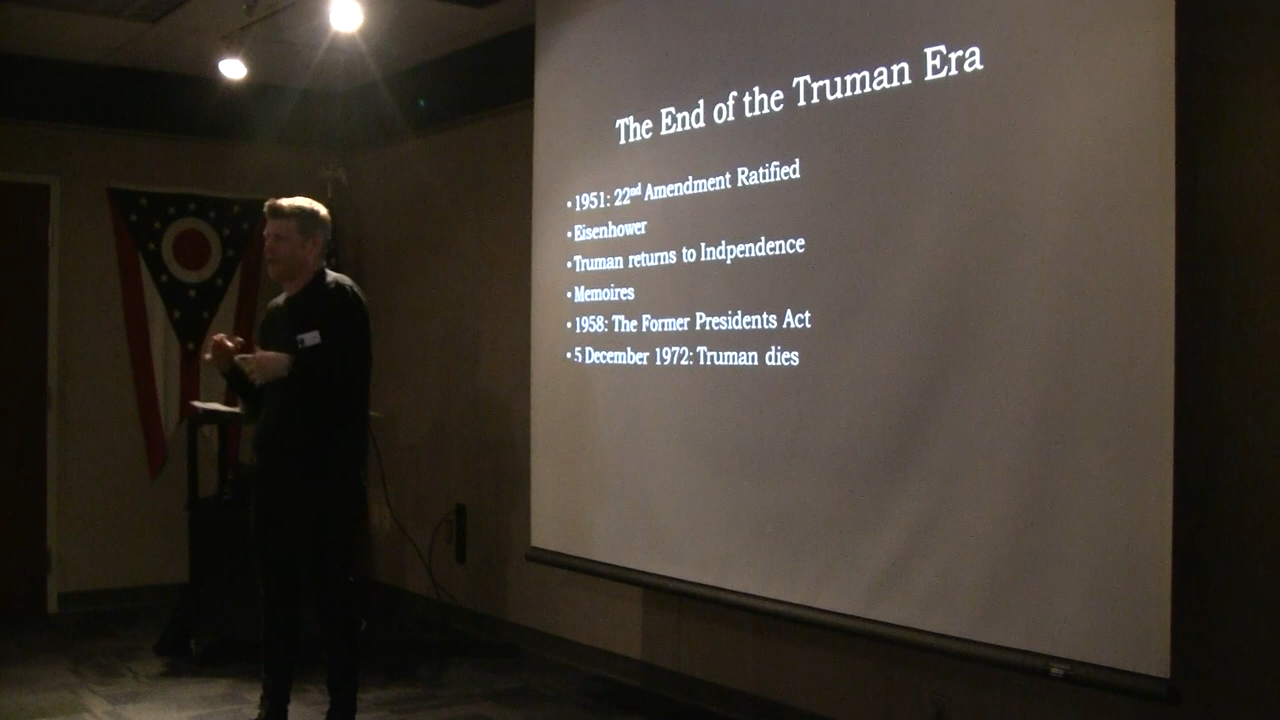 The End of the Truman Era
• 1951: 22nd Amendment Ratified
• Eisenhower
• Truman returns to Indpendence
• Memoires
• 1958: The Former Presidents Act
• 5 December 1972: Truman dies